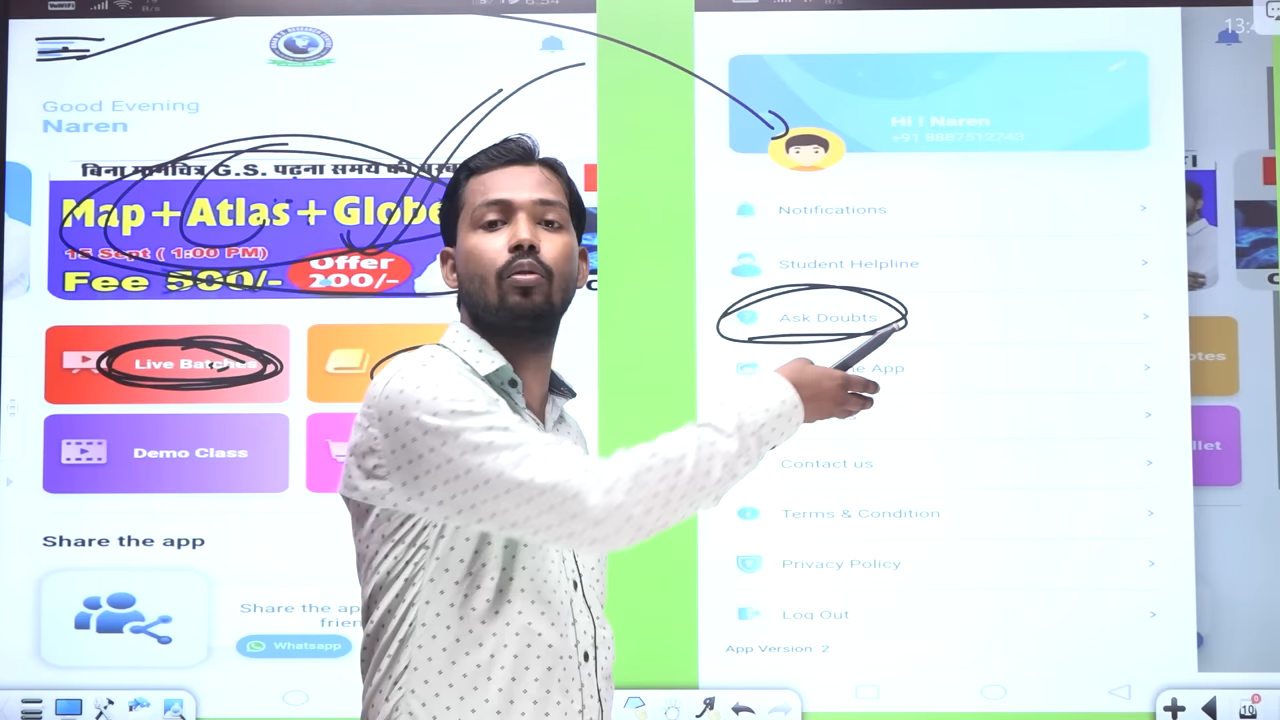 Good Evening
Naren
बिना मानचित्र G.S. पढ़ना समय की
Map+Atlas+Globe
15 Sept ( 1:00 PM)
Fee 500/-
Offer
200/-
Live Batches
Demo Class
Share the app
Share the app
Whatsapp
Hi ! Naren
Notifications >
Student Helpline >
Ask Doubts >
App >
>
Contact us >
Terms & Condition >
Privacy Policy >
Log Out >
App Version: 2
10